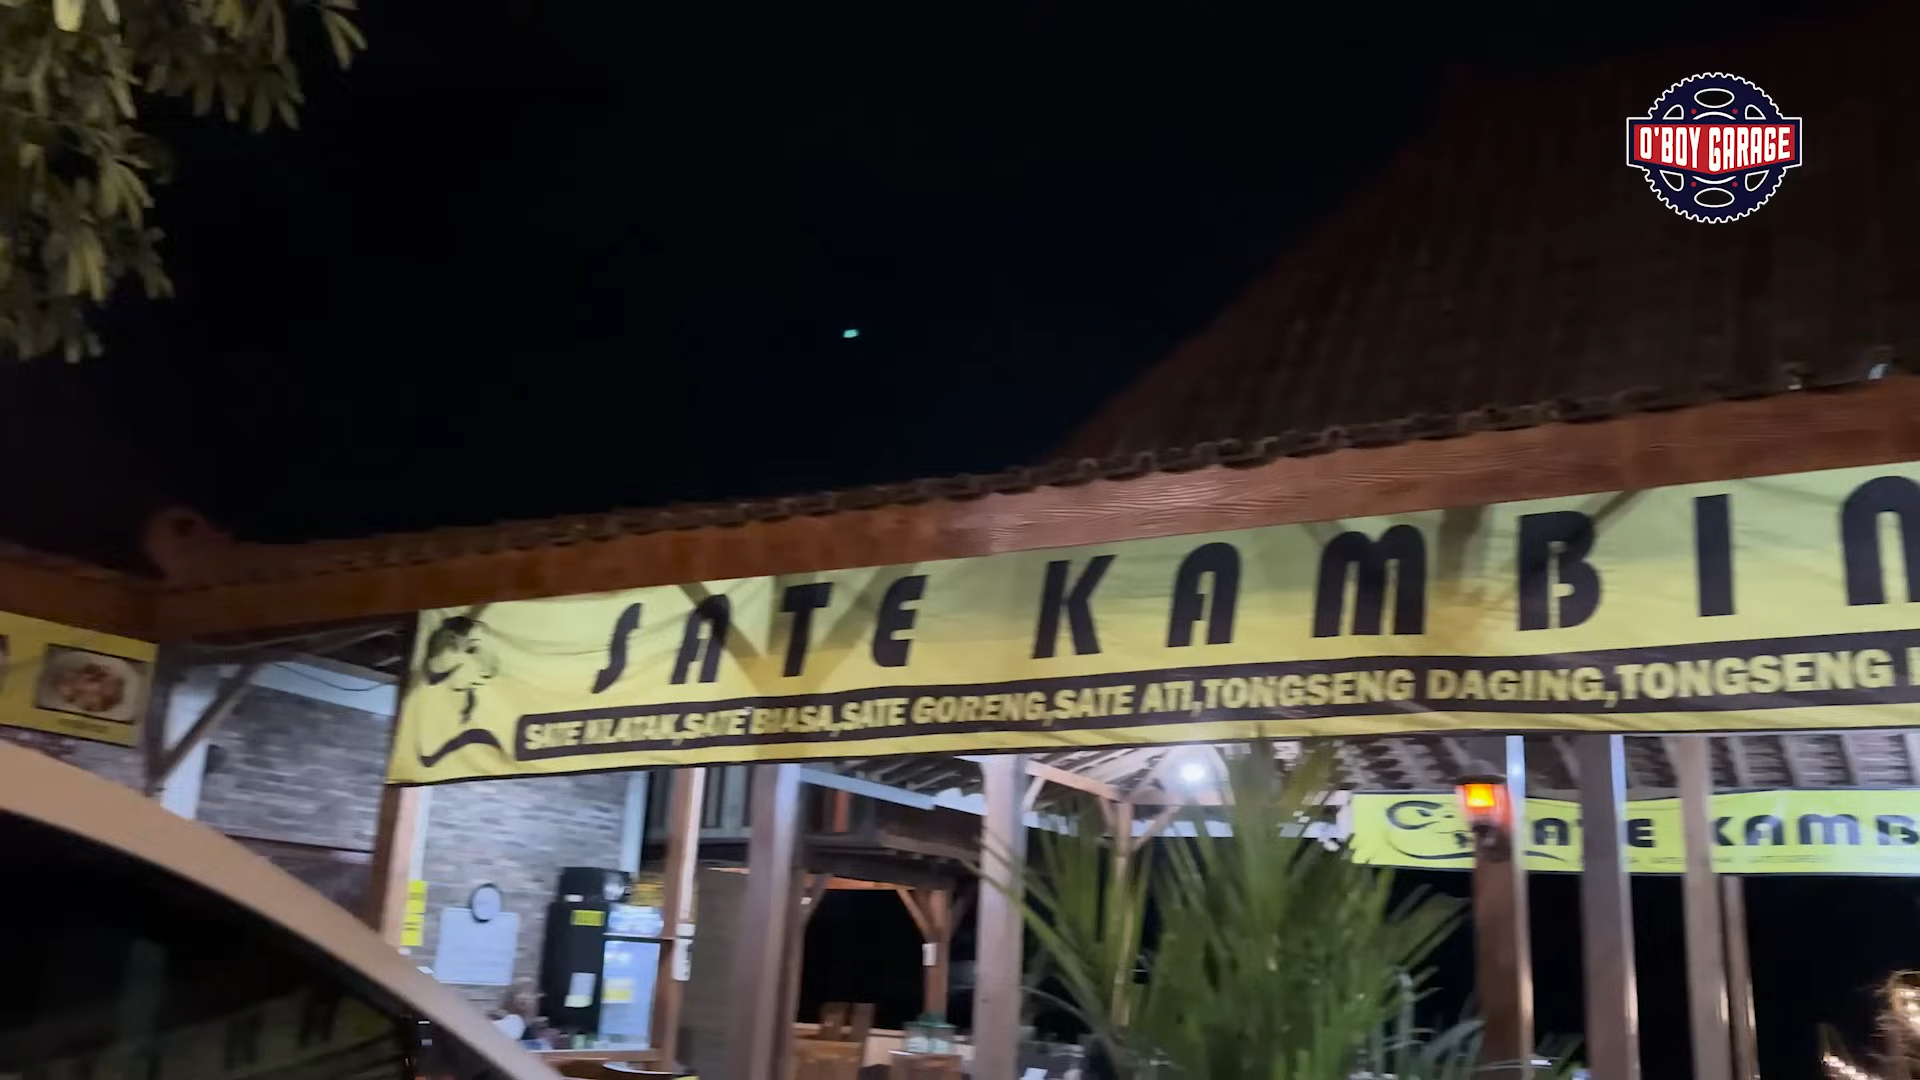 O'BOY GARAGE
SATE KAMBIN
SATE KLATAK,SATE BIASA,SATE GORENG,SATE ATI,TONGSENG DAGING,TONGSENG
SATE KAMB